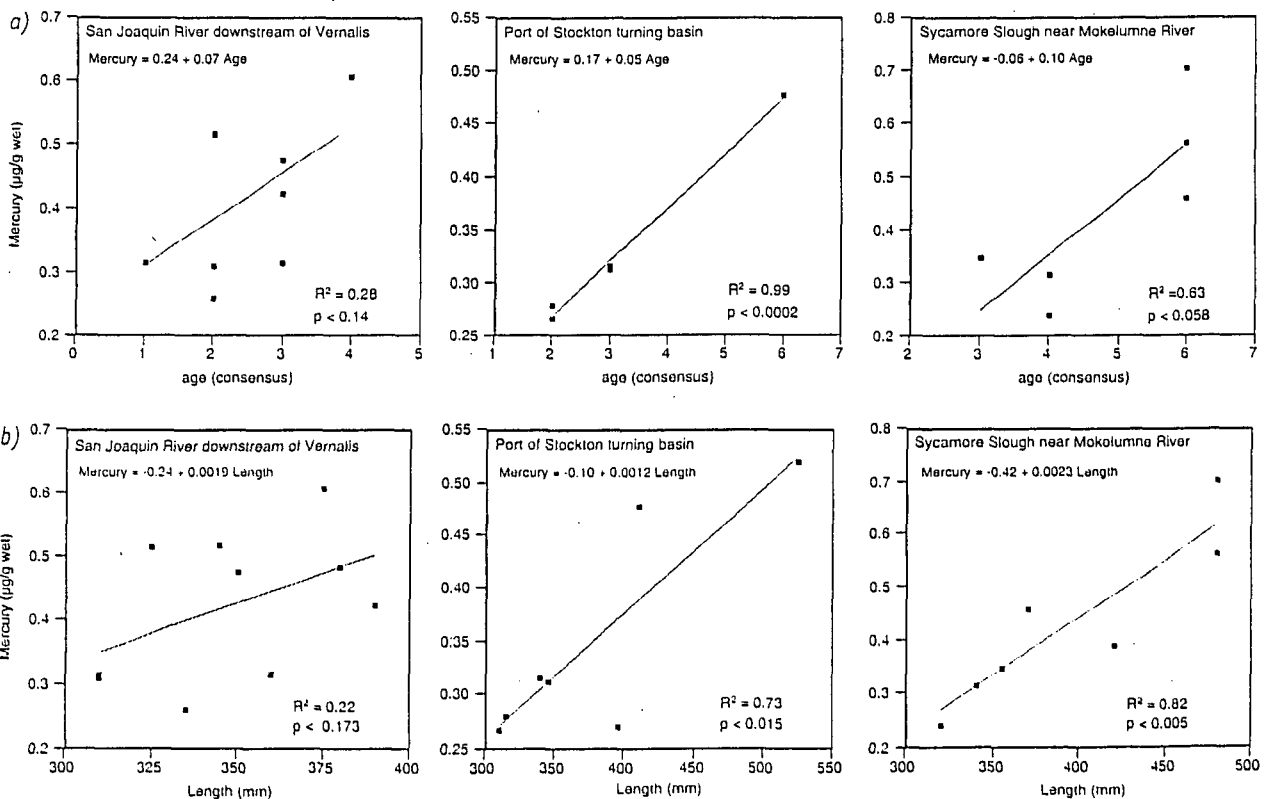 a)
San Joaquin River downstream of Vernalis
Mercury = 0.24 + 0.07 Age
R² = 0.28
p < 0.14
0.7
0.6
0.5
0.4
0.3
0.2
Mercury (µg/g wet)
0 1 2 3 4 5
age (consensus)
Port of Stockton turning basin
Mercury = 0.17 + 0.05 Age
R² = 0.99
p < 0.0002
0.55
0.50
0.45
0.40
0.35
0.30
0.25
1 2 3 4 5 6 7
age (consensus)
Sycamore Slough near Mokelumne River
Mercury = -0.06 + 0.10 Age
R² =0.63
p < 0.058
0.8
0.7
0.6
0.5
0.4
0.3
0.2
2 3 4 5 6 7
age (consensus)
b)
San Joaquin River downstream of Vernalis
Mercury = -0.24 + 0.0019 Length
R² = 0.22
p < 0.173
0.7
0.6
0.5
0.4
0.3
0.2
Mercury (µg/g wet)
300 325 350 375 400
Length (mm)
Port of Stockton turning basin
Mercury = -0.10 + 0.0012 Length
R² = 0.73
p < 0.015
0.55
0.50
0.45
0.40
0.35
0.30
0.25
300 350 400 450 500 550
Length (mm)
Sycamore Slough near Mokelumne River
Mercury = -0.42 + 0.0023 Length
R² = 0.82
p < 0.005
0.8
0.7
0.6
0.5
0.4
0.3
0.2
300 350 400 450 500
Length (mm)